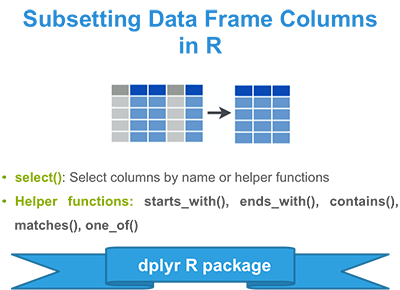 Subsetting Data Frame Columns
in R
• select(): Select columns by name or helper functions
• Helper functions: starts_with(), ends_with(), contains(),
matches(), one_of()
dplyr R package